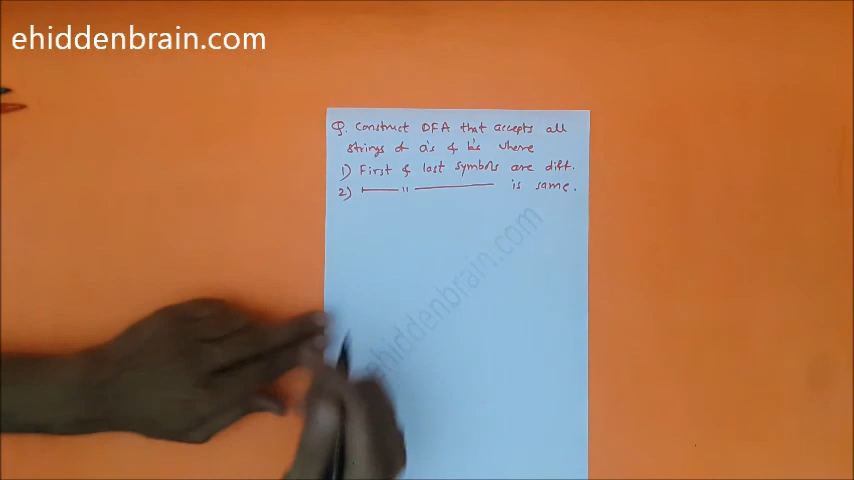 ehiddenbrain.com
Q. Construct DFA that accepts all
strings of a's & b's where
1) First & last symbols are diff.
2) —— " —— is same.
ehiddenbrain.com